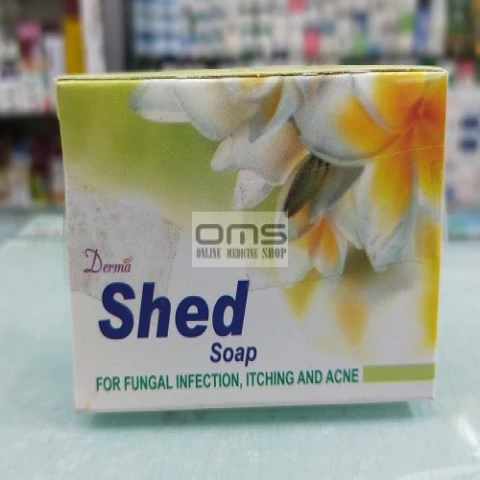 oms
ONLINE MEDICINE SHOP
Derma
Shed
Soap
FOR FUNGAL INFECTION, ITCHING AND ACNE